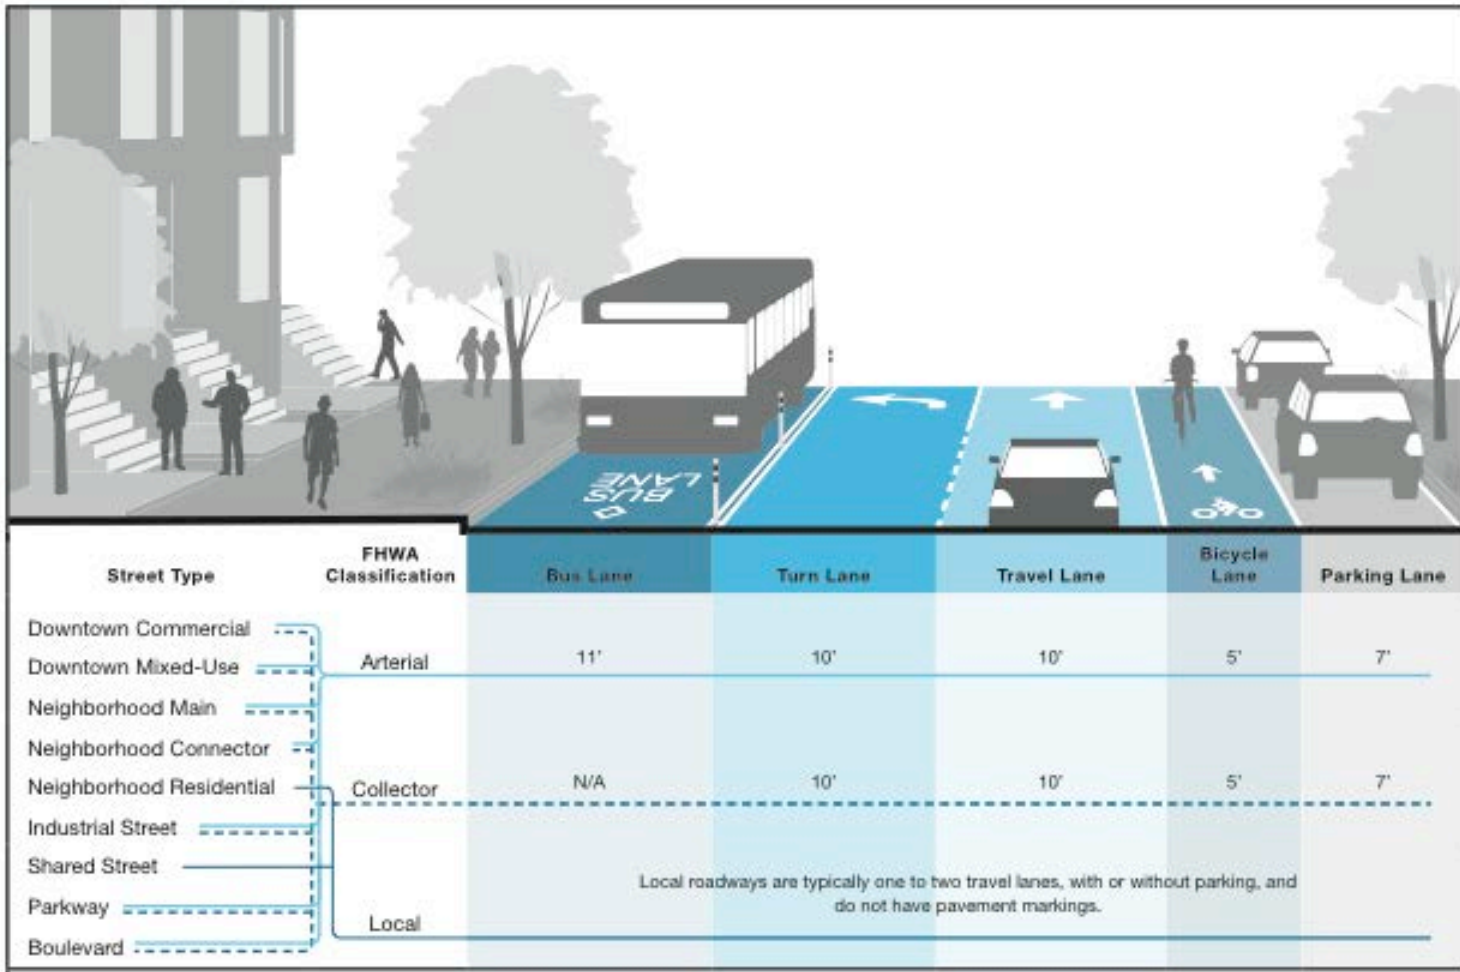 BUS
LANE
FHWA
Classification
Street Type
Bus Lane
Turn Lane
Travel Lane
Bicycle
Lane
Parking Lane
Downtown Commercial
Downtown Mixed-Use
Neighborhood Main
Neighborhood Connector
Neighborhood Residential
Industrial Street
Shared Street
Parkway
Boulevard
Arterial
11'
10'
10'
5'
7'
Collector
N/A
10'
10'
5'
7'
Local
Local roadways are typically one to two travel lanes, with or without parking, and
do not have pavement markings.